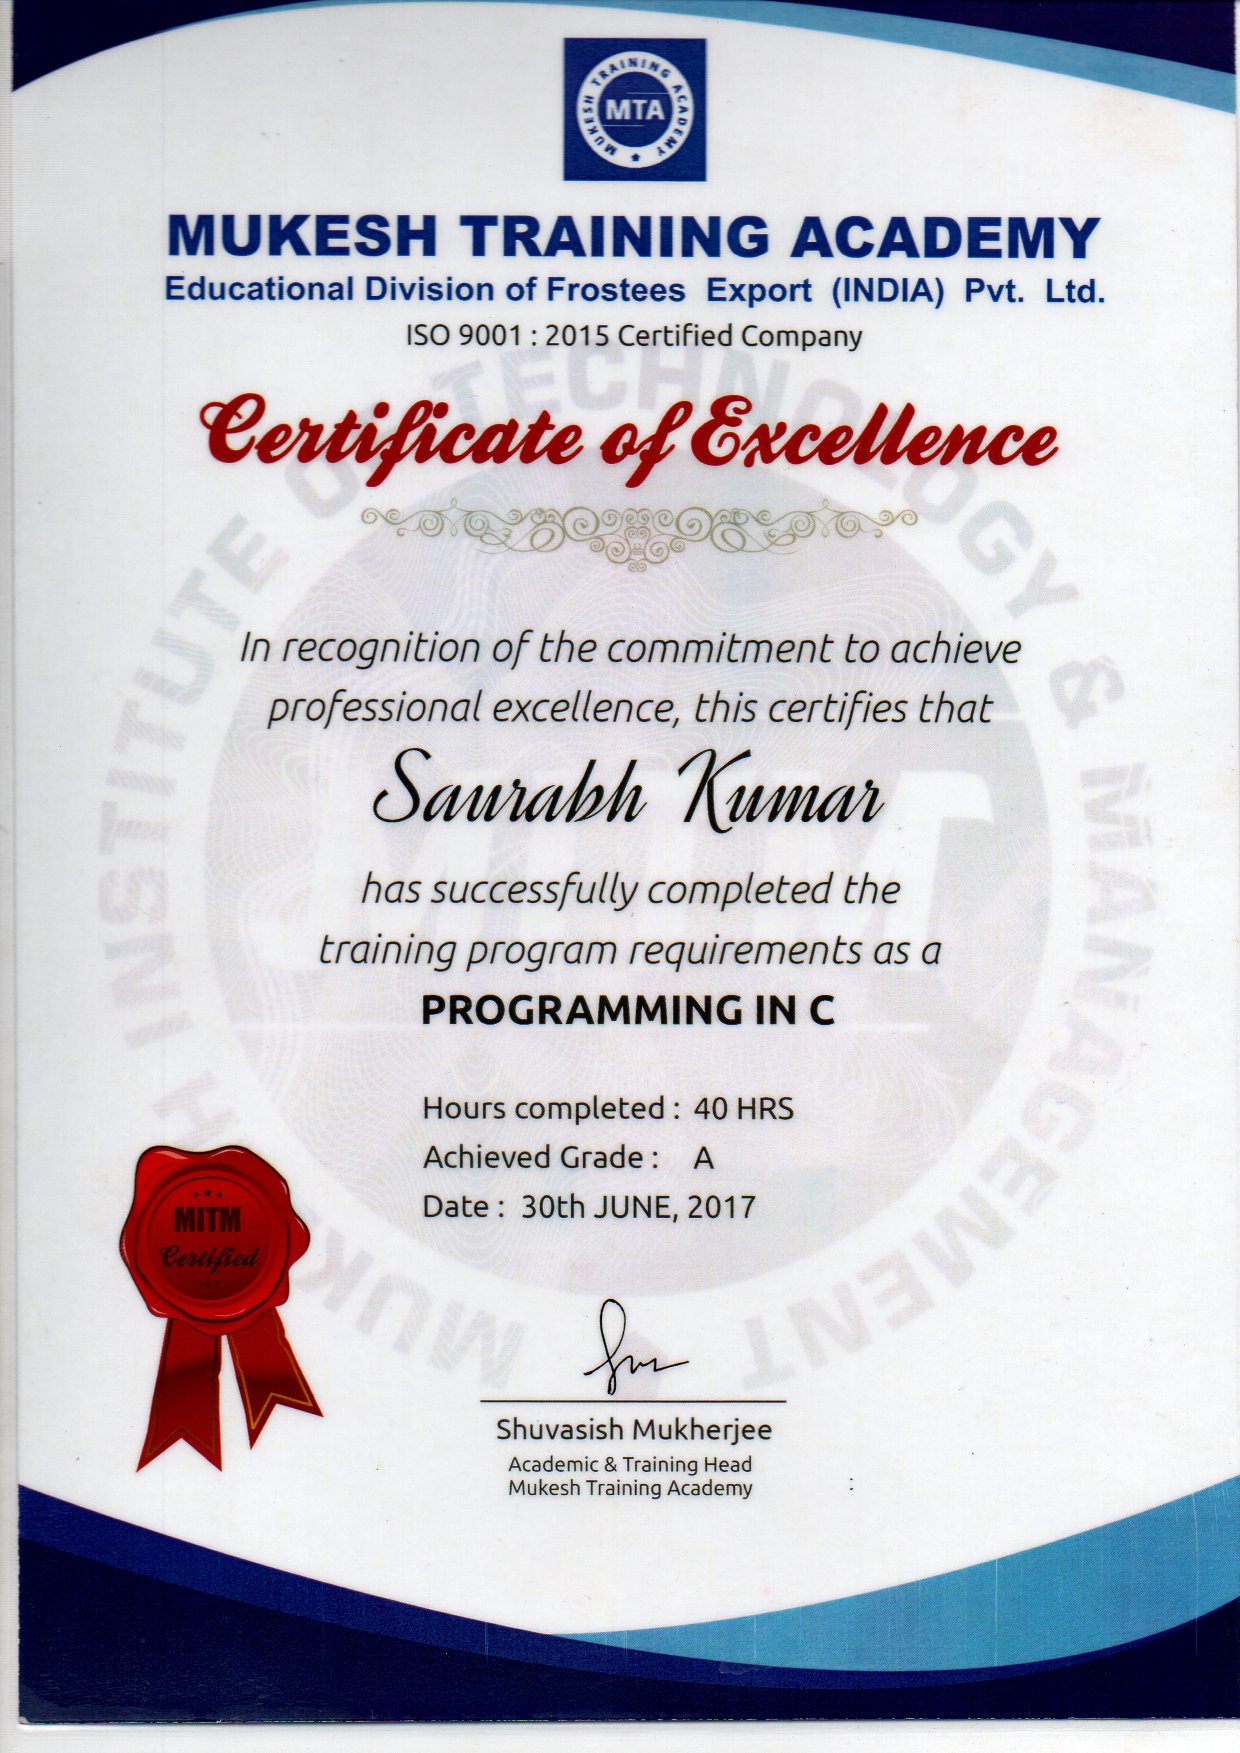 MUKESH TRAINING ACADEMY
MTA
MUKESH TRAINING ACADEMY
Educational Division of Frostees Export (INDIA) Pvt. Ltd.
ISO 9001 : 2015 Certified Company
Certificate of Excellence
In recognition of the commitment to achieve
professional excellence, this certifies that
Saurabh Kumar
has successfully completed the
training program requirements as a
PROGRAMMING IN C
Hours completed : 40 HRS
Achieved Grade : A
Date : 30th JUNE, 2017
MITM
Certified
Shuvasish Mukherjee
Academic & Training Head
Mukesh Training Academy
MUKESH INSTITUTE OF TECHNOLOGY & MANAGEMENT